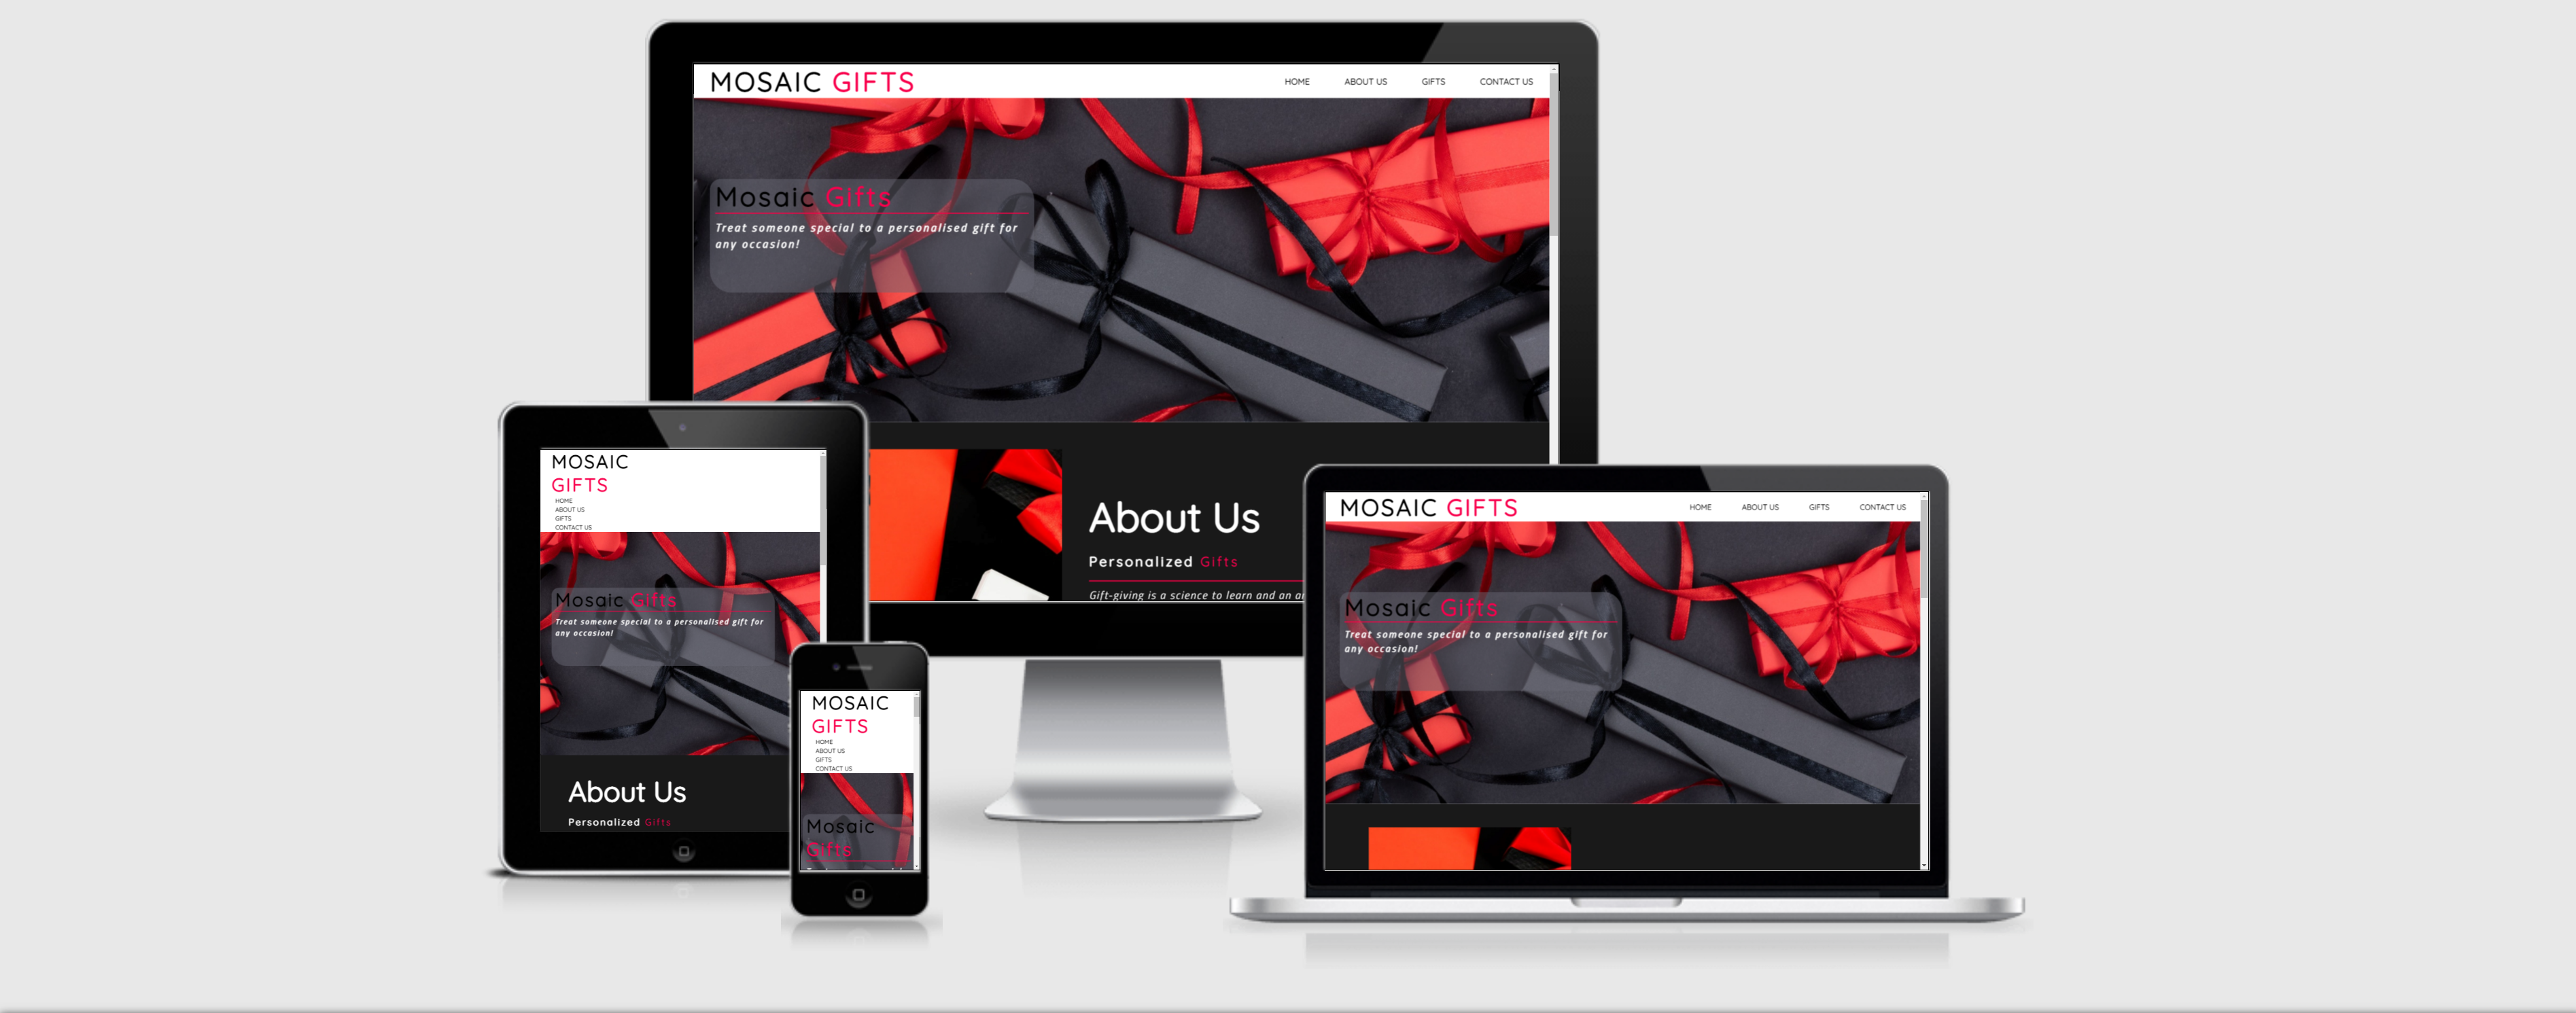 MOSAIC GIFTS
HOME ABOUT US GIFTS CONTACT US
Mosaic Gifts
Treat someone special to a personalised gift for
any occasion!
About Us
Personalized Gifts
Gift-giving is a science to learn and an
MOSAIC
GIFTS
HOME
ABOUT US
GIFTS
CONTACT US
Mosaic Gifts
Treat someone special to a personalised gift for
any occasion!
About Us
Personalized Gifts
MOSAIC
GIFTS
HOME
ABOUT US
GIFTS
CONTACT US
Mosaic
Gifts
MOSAIC GIFTS
HOME ABOUT US GIFTS CONTACT US
Mosaic Gifts
Treat someone special to a personalised gift for
any occasion!